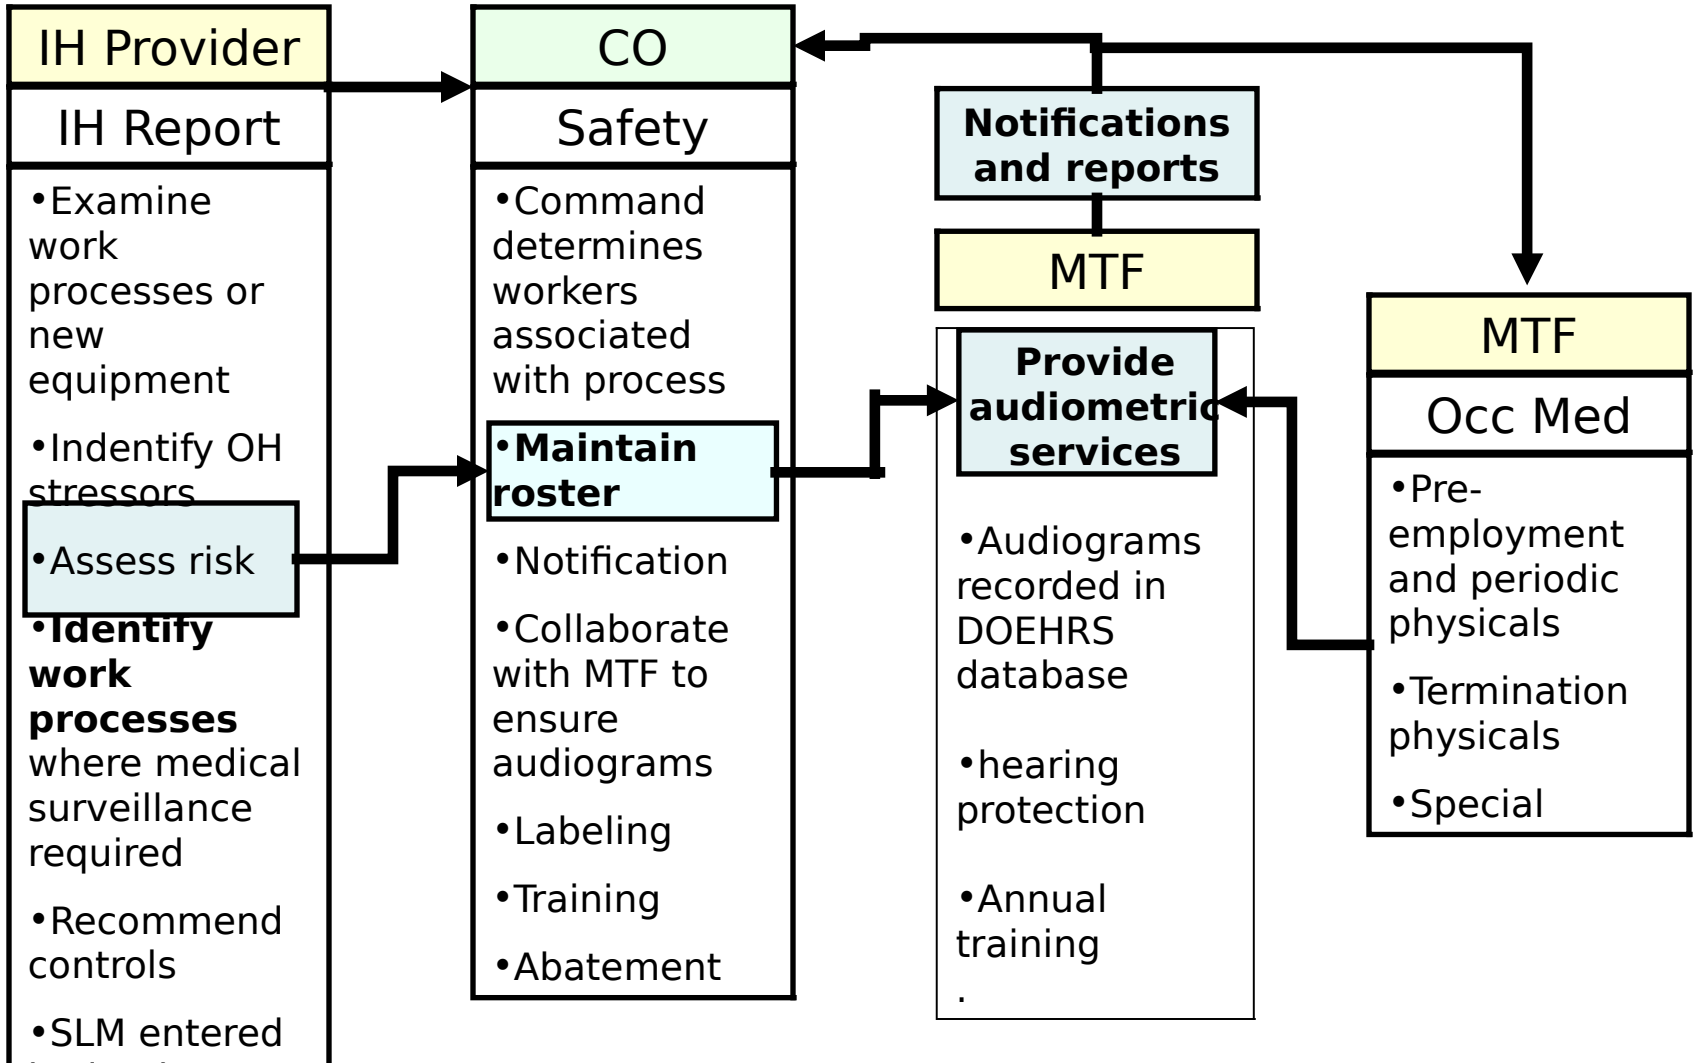 IH Provider
IH Report
•Examine
work
processes or
new
equipment
•Indentify OH
stressors
•Assess risk
•Identify
work
processes
where medical
surveillance
required
•Recommend
controls
•SLM entered
CO
Safety
•Command
determines
workers
associated
with process
•Maintain
roster
•Notification
•Collaborate
with MTF to
ensure
audiograms
•Labeling
•Training
•Abatement
Notifications
and reports
MTF
Provide
audiometric
services
•Audiograms
recorded in
DOEHRS
database
•hearing
protection
•Annual
training
.
MTF
Occ Med
•Pre-
employment
and periodic
physicals
•Termination
physicals
•Special